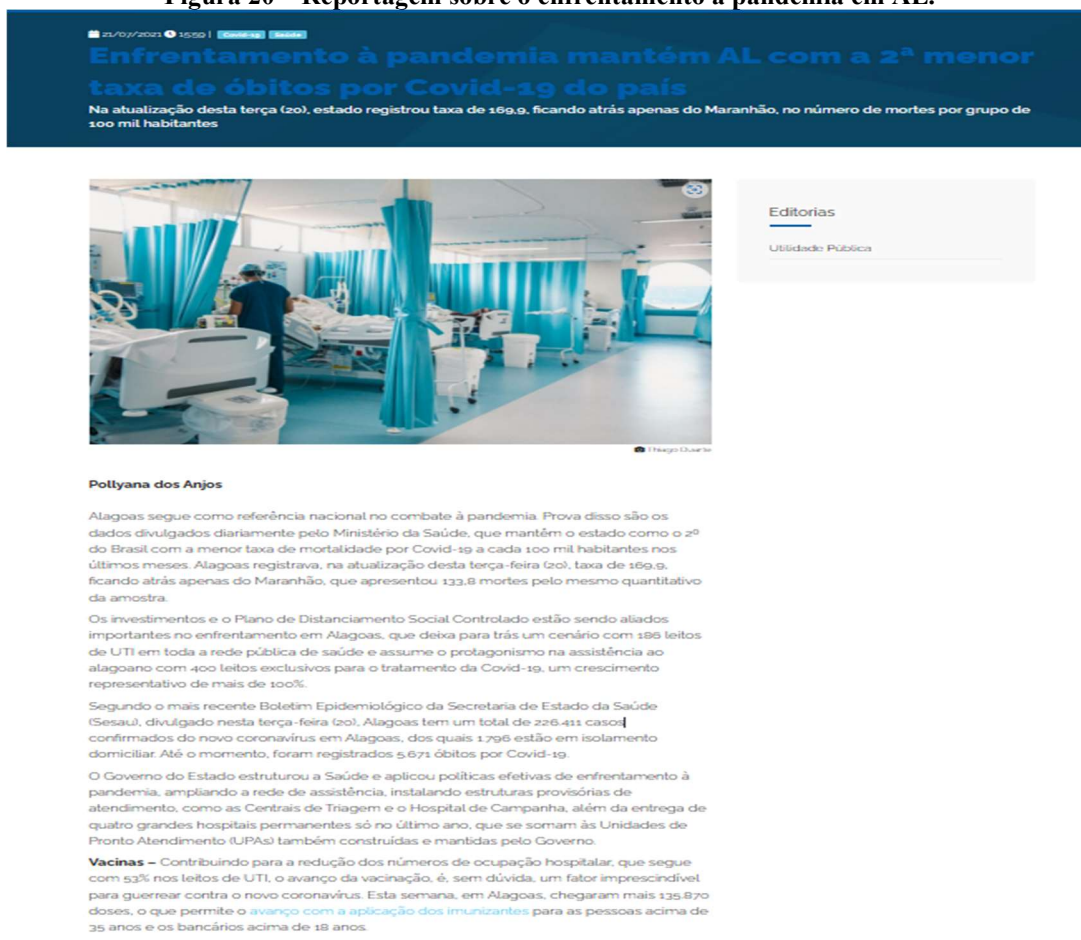 Figura 20 – Reportagem sobre o enfrentamento à pandemia em AL.
21/07/2021 15:59 | Covid-19 Saúde
Enfrentamento à pandemia mantém AL com a 2ª menor
taxa de óbitos por Covid-19 do país
Na atualização desta terça (20), estado registrou taxa de 169,9, ficando atrás apenas do Maranhão, no número de mortes por grupo de
100 mil habitantes
Editorias
Utilidade Pública
Thiago Duarte
Pollyana dos Anjos
Alagoas segue como referência nacional no combate à pandemia. Prova disso são os
dados divulgados diariamente pelo Ministério da Saúde, que mantêm o estado como o 2º
do Brasil com a menor taxa de mortalidade por Covid-19 a cada 100 mil habitantes nos
últimos meses. Alagoas registrava, na atualização desta terça-feira (20), taxa de 169,9,
ficando atrás apenas do Maranhão, que apresentou 133,8 mortes pelo mesmo quantitativo
da amostra.
Os investimentos e o Plano de Distanciamento Social Controlado estão sendo aliados
importantes no enfrentamento em Alagoas, que deixa para trás um cenário com 186 leitos
de UTI em toda a rede pública de saúde e assume o protagonismo na assistência ao
alagoano com 400 leitos exclusivos para o tratamento da Covid-19, um crescimento
representativo de mais de 100%.
Segundo o mais recente Boletim Epidemiológico da Secretaria de Estado da Saúde
(Sesau), divulgado nesta terça-feira (20), Alagoas tem um total de 226.411 casos
confirmados do novo coronavírus em Alagoas, dos quais 1.796 estão em isolamento
domiciliar. Até o momento, foram registrados 5.671 óbitos por Covid-19.
O Governo do Estado estruturou a Saúde e aplicou políticas efetivas de enfrentamento à
pandemia, ampliando a rede de assistência, instalando estruturas provisórias de
atendimento, como as Centrais de Triagem e o Hospital de Campanha, além da entrega de
quatro grandes hospitais permanentes só no último ano, que se somam às Unidades de
Pronto Atendimento (UPAs) também construídas e mantidas pelo Governo.
Vacinas – Contribuindo para a redução dos números de ocupação hospitalar, que segue
com 53% nos leitos de UTI, o avanço da vacinação, é, sem dúvida, um fator imprescindível
para guerrear contra o novo coronavírus. Esta semana, em Alagoas, chegaram mais 135.870
doses, o que permite o avanço com a aplicação dos imunizantes para as pessoas acima de
35 anos e os bancários acima de 18 anos.